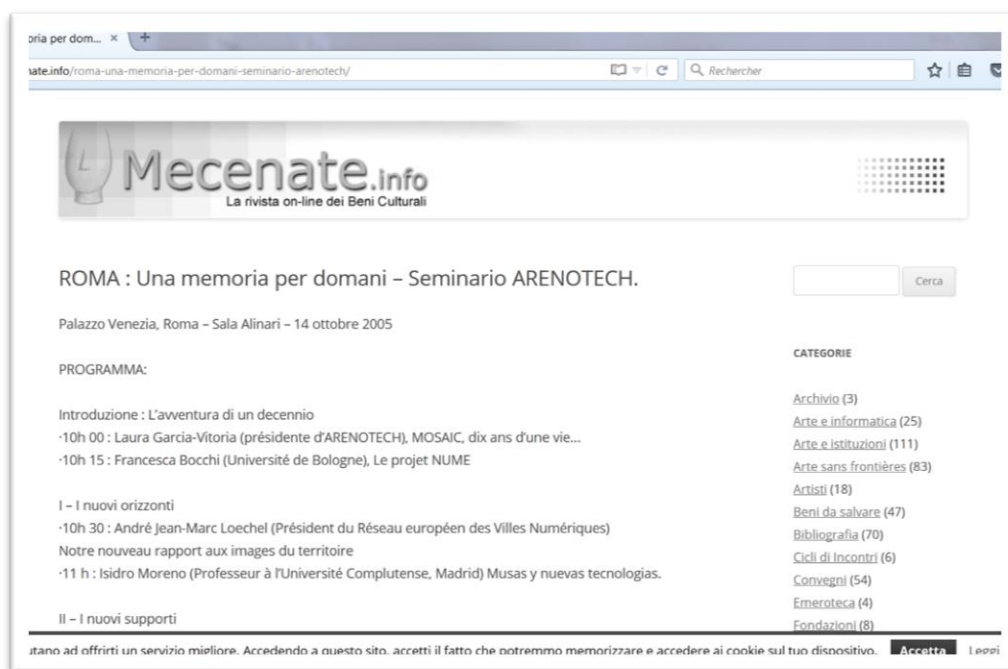 oria per dom... × +
nate.info/roma-una-memoria-per-domani-seminario-arenotech/
Rechercher
Mecenate.info
La rivista on-line dei Beni Culturali
ROMA : Una memoria per domani – Seminario ARENOTECH.
Cerca
Palazzo Venezia, Roma – Sala Alinari – 14 ottobre 2005
PROGRAMMA:
Introduzione : L'avventura di un decennio
·10h 00 : Laura Garcia-Vitoria (présidente d'ARENOTECH), MOSAIC, dix ans d'une vie...
·10h 15 : Francesca Bocchi (Université de Bologne), Le projet NUME
I – I nuovi orizzonti
·10h 30 : André Jean-Marc Loechel (Président du Réseau européen des Villes Numériques)
Notre nouveau rapport aux images du territoire
·11 h : Isidro Moreno (Professeur à l'Université Complutense, Madrid) Musas y nuevas tecnologias.
II – I nuovi supporti
CATEGORIE
Archivio (3)
Arte e informatica (25)
Arte e istituzioni (111)
Arte sans frontières (83)
Artisti (18)
Beni da salvare (47)
Bibliografia (70)
Cicli di Incontri (6)
Convegni (54)
Emeroteca (4)
Fondazioni (8)
utano ad offrirti un servizio migliore. Accedendo a questo sito, accetti il fatto che potremmo memorizzare e accedere ai cookie sul tuo dispositivo. Accetta Leggi